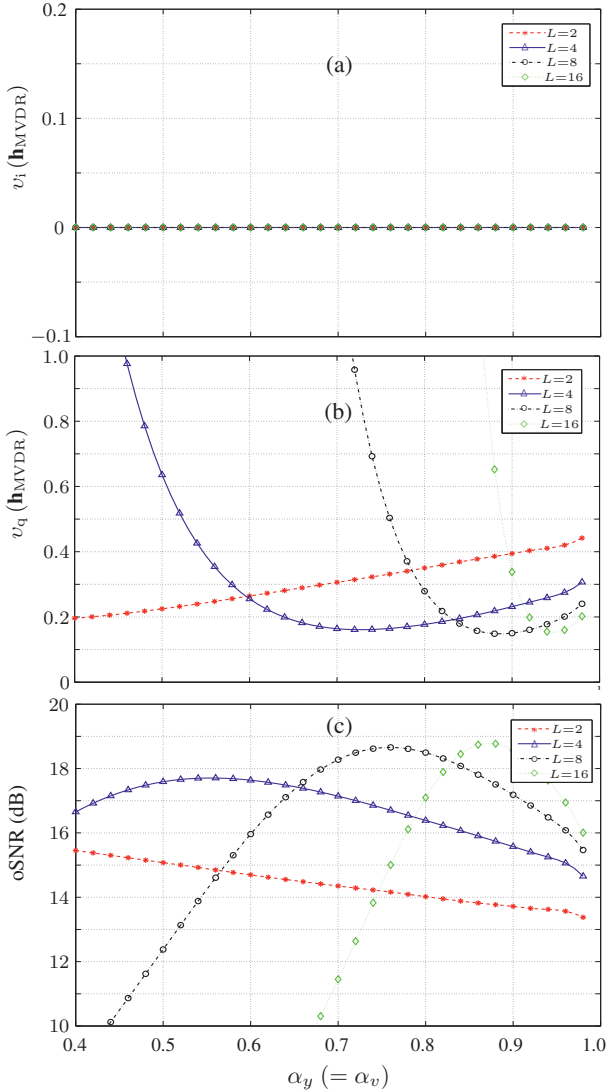 0.2
0.1
0
−0.1
υi (hMVDR)
(a)
L=2
L=4
L=8
L=16
1.0
0.8
0.6
0.4
0.2
0
υq (hMVDR)
(b)
L=2
L=4
L=8
L=16
20
18
16
14
12
10
oSNR (dB)
(c)
L=2
L=4
L=8
L=16
0.4 0.5 0.6 0.7 0.8 0.9 1.0
αy (= αv)